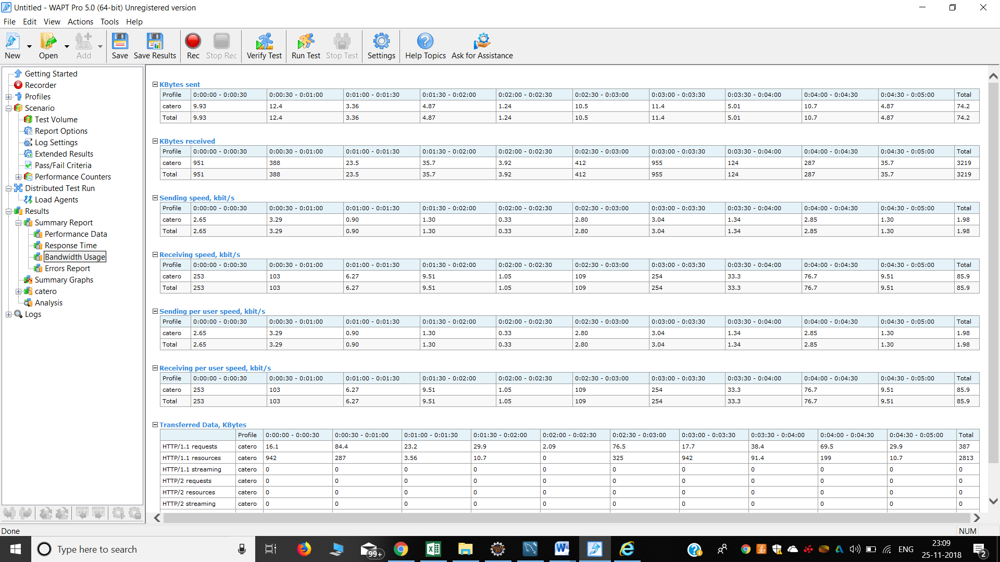 Untitled - WAPT Pro 5.0 (64-bit) Unregistered version
File Edit View Actions Tools Help
New Open Add Save Save Results Rec Stop Rec Verify Test Run Test Stop Test Settings Help Topics Ask for Assistance
Getting Started
Recorder
Profiles
Scenario
Test Volume
Report Options
Log Settings
Extended Results
Pass/Fail Criteria
Performance Counters
Distributed Test Run
Load Agents
Results
Summary Report
Performance Data
Response Time
Bandwidth Usage
Errors Report
Summary Graphs
catero
Analysis
Logs
KBytes sent
Profile 0:00:00 - 0:00:30 0:00:30 - 0:01:00 0:01:00 - 0:01:30 0:01:30 - 0:02:00 0:02:00 - 0:02:30 0:02:30 - 0:03:00 0:03:00 - 0:03:30 0:03:30 - 0:04:00 0:04:00 - 0:04:30 0:04:30 - 0:05:00 Total
catero 9.93 12.4 3.36 4.87 1.24 10.5 11.4 5.01 10.7 4.87 74.2
Total 9.93 12.4 3.36 4.87 1.24 10.5 11.4 5.01 10.7 4.87 74.2
KBytes received
Profile 0:00:00 - 0:00:30 0:00:30 - 0:01:00 0:01:00 - 0:01:30 0:01:30 - 0:02:00 0:02:00 - 0:02:30 0:02:30 - 0:03:00 0:03:00 - 0:03:30 0:03:30 - 0:04:00 0:04:00 - 0:04:30 0:04:30 - 0:05:00 Total
catero 951 388 23.5 35.7 3.92 412 955 124 287 35.7 3219
Total 951 388 23.5 35.7 3.92 412 955 124 287 35.7 3219
Sending speed, kbit/s
Profile 0:00:00 - 0:00:30 0:00:30 - 0:01:00 0:01:00 - 0:01:30 0:01:30 - 0:02:00 0:02:00 - 0:02:30 0:02:30 - 0:03:00 0:03:00 - 0:03:30 0:03:30 - 0:04:00 0:04:00 - 0:04:30 0:04:30 - 0:05:00 Total
catero 2.65 3.29 0.90 1.30 0.33 2.80 3.04 1.34 2.85 1.30 1.98
Total 2.65 3.29 0.90 1.30 0.33 2.80 3.04 1.34 2.85 1.30 1.98
Receiving speed, kbit/s
Profile 0:00:00 - 0:00:30 0:00:30 - 0:01:00 0:01:00 - 0:01:30 0:01:30 - 0:02:00 0:02:00 - 0:02:30 0:02:30 - 0:03:00 0:03:00 - 0:03:30 0:03:30 - 0:04:00 0:04:00 - 0:04:30 0:04:30 - 0:05:00 Total
catero 253 103 6.27 9.51 1.05 109 254 33.3 76.7 9.51 85.9
Total 253 103 6.27 9.51 1.05 109 254 33.3 76.7 9.51 85.9
Sending per user speed, kbit/s
Profile 0:00:00 - 0:00:30 0:00:30 - 0:01:00 0:01:00 - 0:01:30 0:01:30 - 0:02:00 0:02:00 - 0:02:30 0:02:30 - 0:03:00 0:03:00 - 0:03:30 0:03:30 - 0:04:00 0:04:00 - 0:04:30 0:04:30 - 0:05:00 Total
catero 2.65 3.29 0.90 1.30 0.33 2.80 3.04 1.34 2.85 1.30 1.98
Total 2.65 3.29 0.90 1.30 0.33 2.80 3.04 1.34 2.85 1.30 1.98
Receiving per user speed, kbit/s
Profile 0:00:00 - 0:00:30 0:00:30 - 0:01:00 0:01:00 - 0:01:30 0:01:30 - 0:02:00 0:02:00 - 0:02:30 0:02:30 - 0:03:00 0:03:00 - 0:03:30 0:03:30 - 0:04:00 0:04:00 - 0:04:30 0:04:30 - 0:05:00 Total
catero 253 103 6.27 9.51 1.05 109 254 33.3 76.7 9.51 85.9
Total 253 103 6.27 9.51 1.05 109 254 33.3 76.7 9.51 85.9
Transferred Data, KBytes
Profile 0:00:00 - 0:00:30 0:00:30 - 0:01:00 0:01:00 - 0:01:30 0:01:30 - 0:02:00 0:02:00 - 0:02:30 0:02:30 - 0:03:00 0:03:00 - 0:03:30 0:03:30 - 0:04:00 0:04:00 - 0:04:30 0:04:30 - 0:05:00 Total
HTTP/1.1 requests catero 16.1 84.4 23.2 29.9 2.09 76.5 17.7 38.4 69.5 29.9 387
HTTP/1.1 resources catero 942 287 3.56 10.7 0 325 942 91.4 199 10.7 2813
HTTP/1.1 streaming catero 0 0 0 0 0 0 0 0 0 0 0
HTTP/2 requests catero 0 0 0 0 0 0 0 0 0 0 0
HTTP/2 resources catero 0 0 0 0 0 0 0 0 0 0 0
HTTP/2 streaming catero 0 0 0 0 0 0 0 0 0 0 0
Done
NUM
Type here to search
99+
ENG
23:09
25-11-2018
2